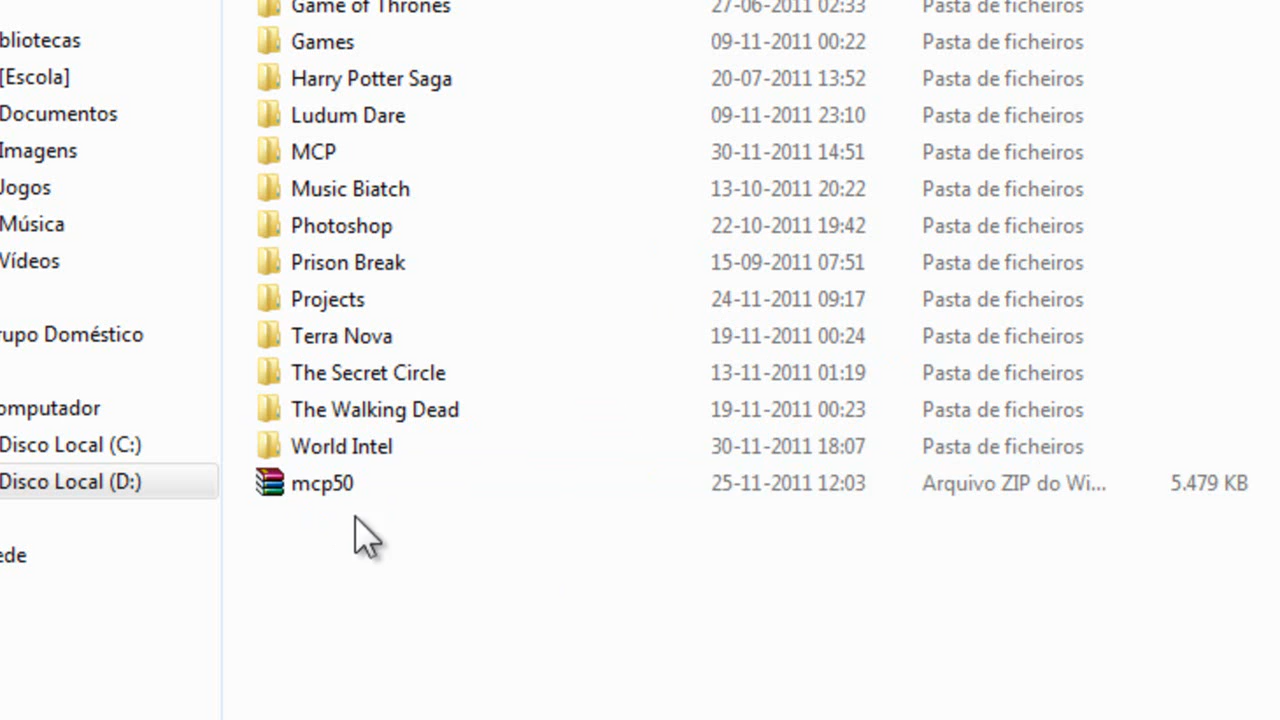 Game of Thrones 27-06-2011 02:33 Pasta de ficheiros
bliotecas Games 09-11-2011 00:22 Pasta de ficheiros
[Escola] Harry Potter Saga 20-07-2011 13:52 Pasta de ficheiros
Documentos Ludum Dare 09-11-2011 23:10 Pasta de ficheiros
Imagens MCP 30-11-2011 14:51 Pasta de ficheiros
Jogos Music Biatch 13-10-2011 20:22 Pasta de ficheiros
Música Photoshop 22-10-2011 19:42 Pasta de ficheiros
Vídeos Prison Break 15-09-2011 07:51 Pasta de ficheiros
Projects 24-11-2011 09:17 Pasta de ficheiros
rupo Doméstico Terra Nova 19-11-2011 00:24 Pasta de ficheiros
The Secret Circle 13-11-2011 01:19 Pasta de ficheiros
omputador The Walking Dead 19-11-2011 00:23 Pasta de ficheiros
Disco Local (C:) World Intel 30-11-2011 18:07 Pasta de ficheiros
Disco Local (D:) mcp50 25-11-2011 12:03 Arquivo ZIP do Wi... 5.479 KB
ede